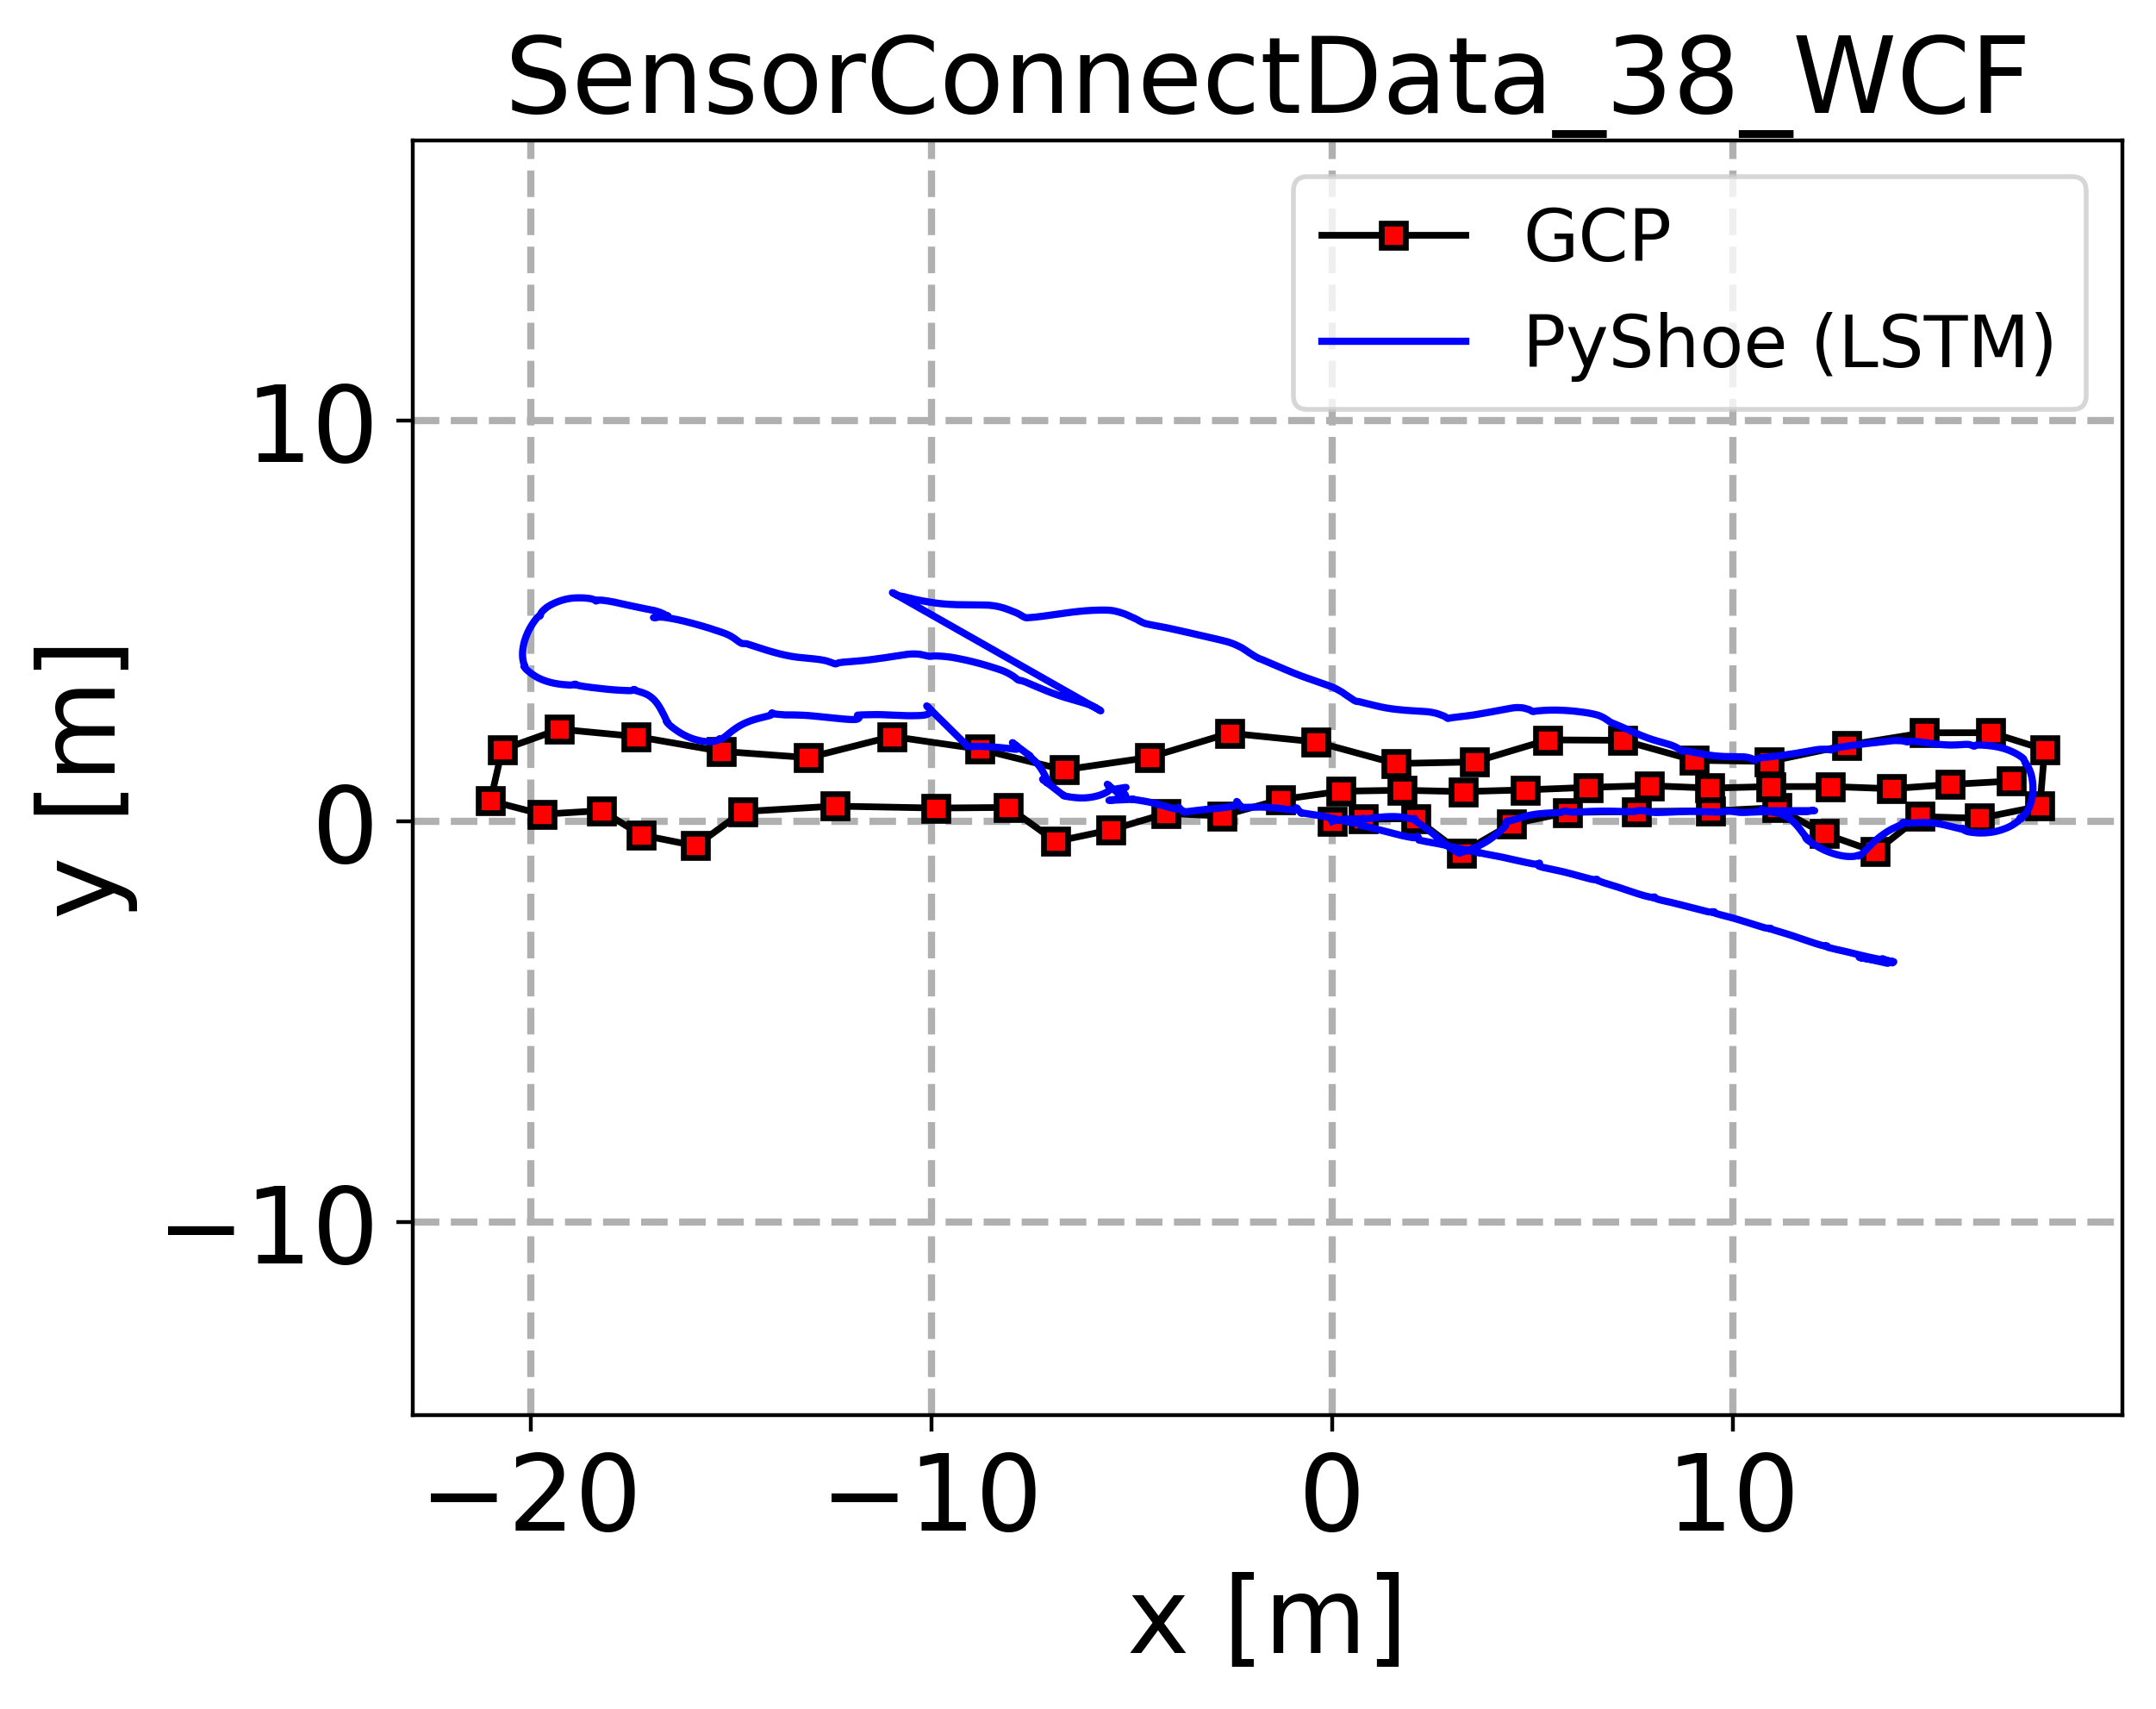 SensorConnectData_38_WCF
GCP
PyShoe (LSTM)
10
0
−10
y [m]
−20
−10
0
10
x [m]